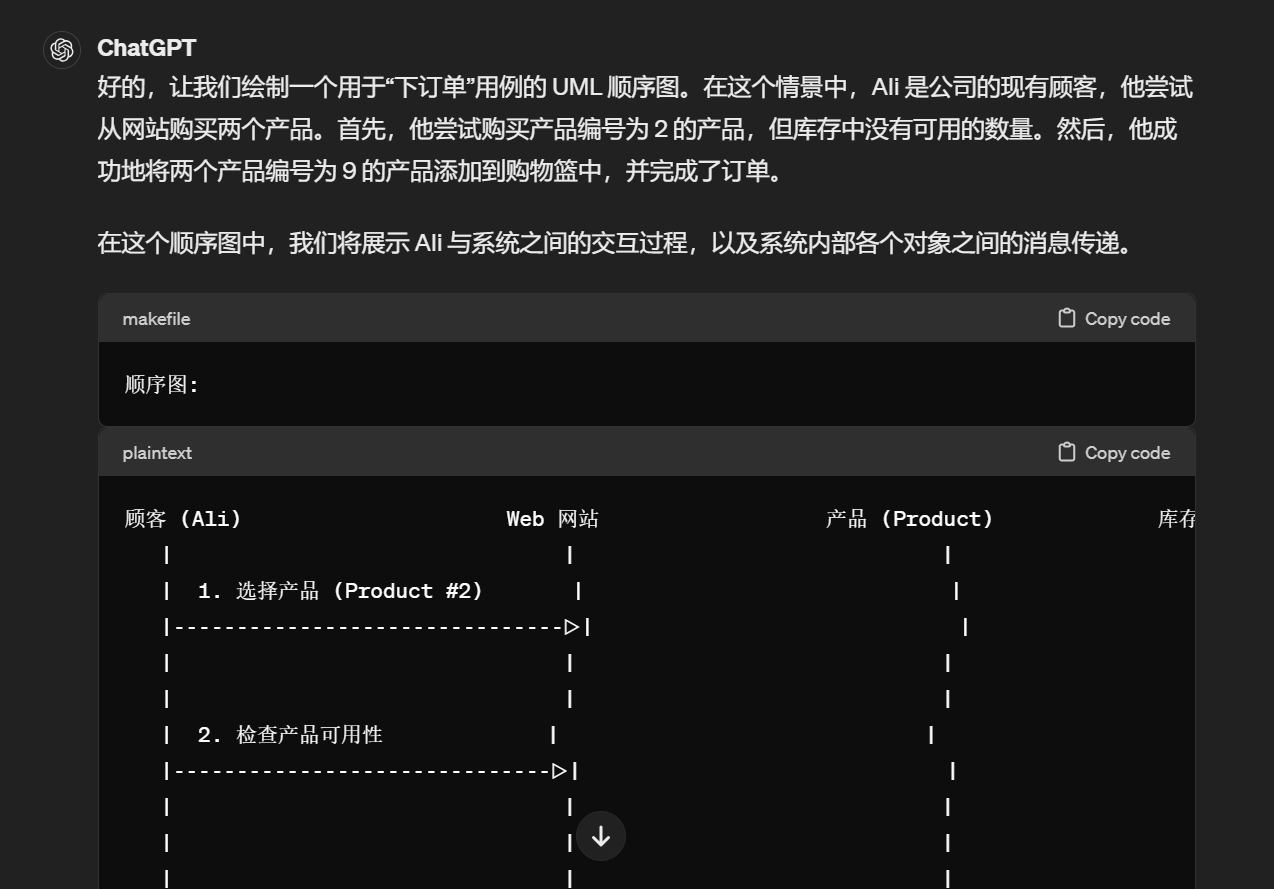 ChatGPT
好的，让我们绘制一个用于“下订单”用例的 UML 顺序图。在这个情景中，Ali 是公司的现有顾客，他尝试
从网站购买两个产品。首先，他尝试购买产品编号为 2 的产品，但库存中没有可用的数量。然后，他成
功地将两个产品编号为 9 的产品添加到购物篮中，并完成了订单。
在这个顺序图中，我们将展示 Ali 与系统之间的交互过程，以及系统内部各个对象之间的消息传递。
makefile Copy code
顺序图:
plaintext Copy code
顾客 (Ali) Web 网站 产品 (Product) 库存
| | |
| 1. 选择产品 (Product #2) | |
|-------------------------------▷| |
| | |
| | |
| 2. 检查产品可用性 | |
|------------------------------▷| |
| | |
| | |
| | |